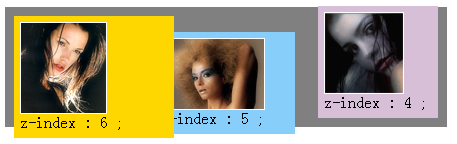 z-index : 6 ;
z-index : 5 ;
z-index : 4 ;